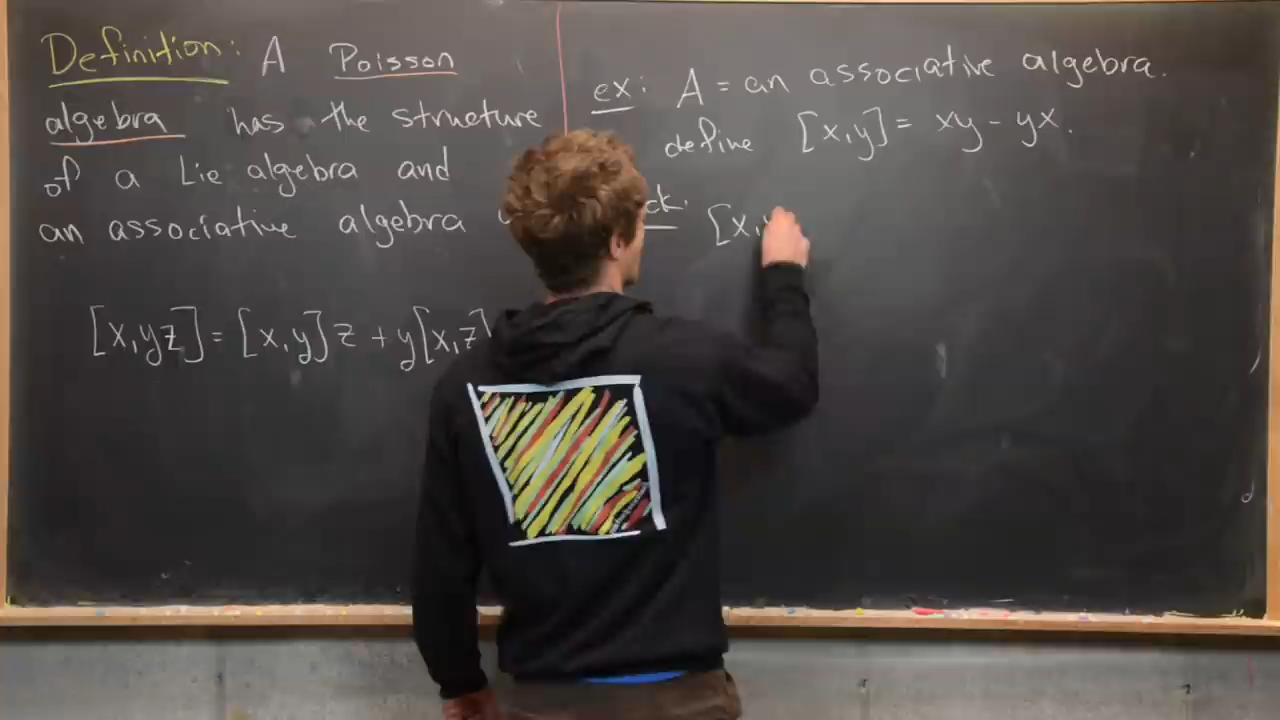 Definition: A Poisson
algebra has the structure
of a Lie algebra and
an associative algebra
[x,yz] = [x,y]z + y[x,z]
ex: A = an associative algebra.
define [x,y] = xy - yx.
ck: [x,y